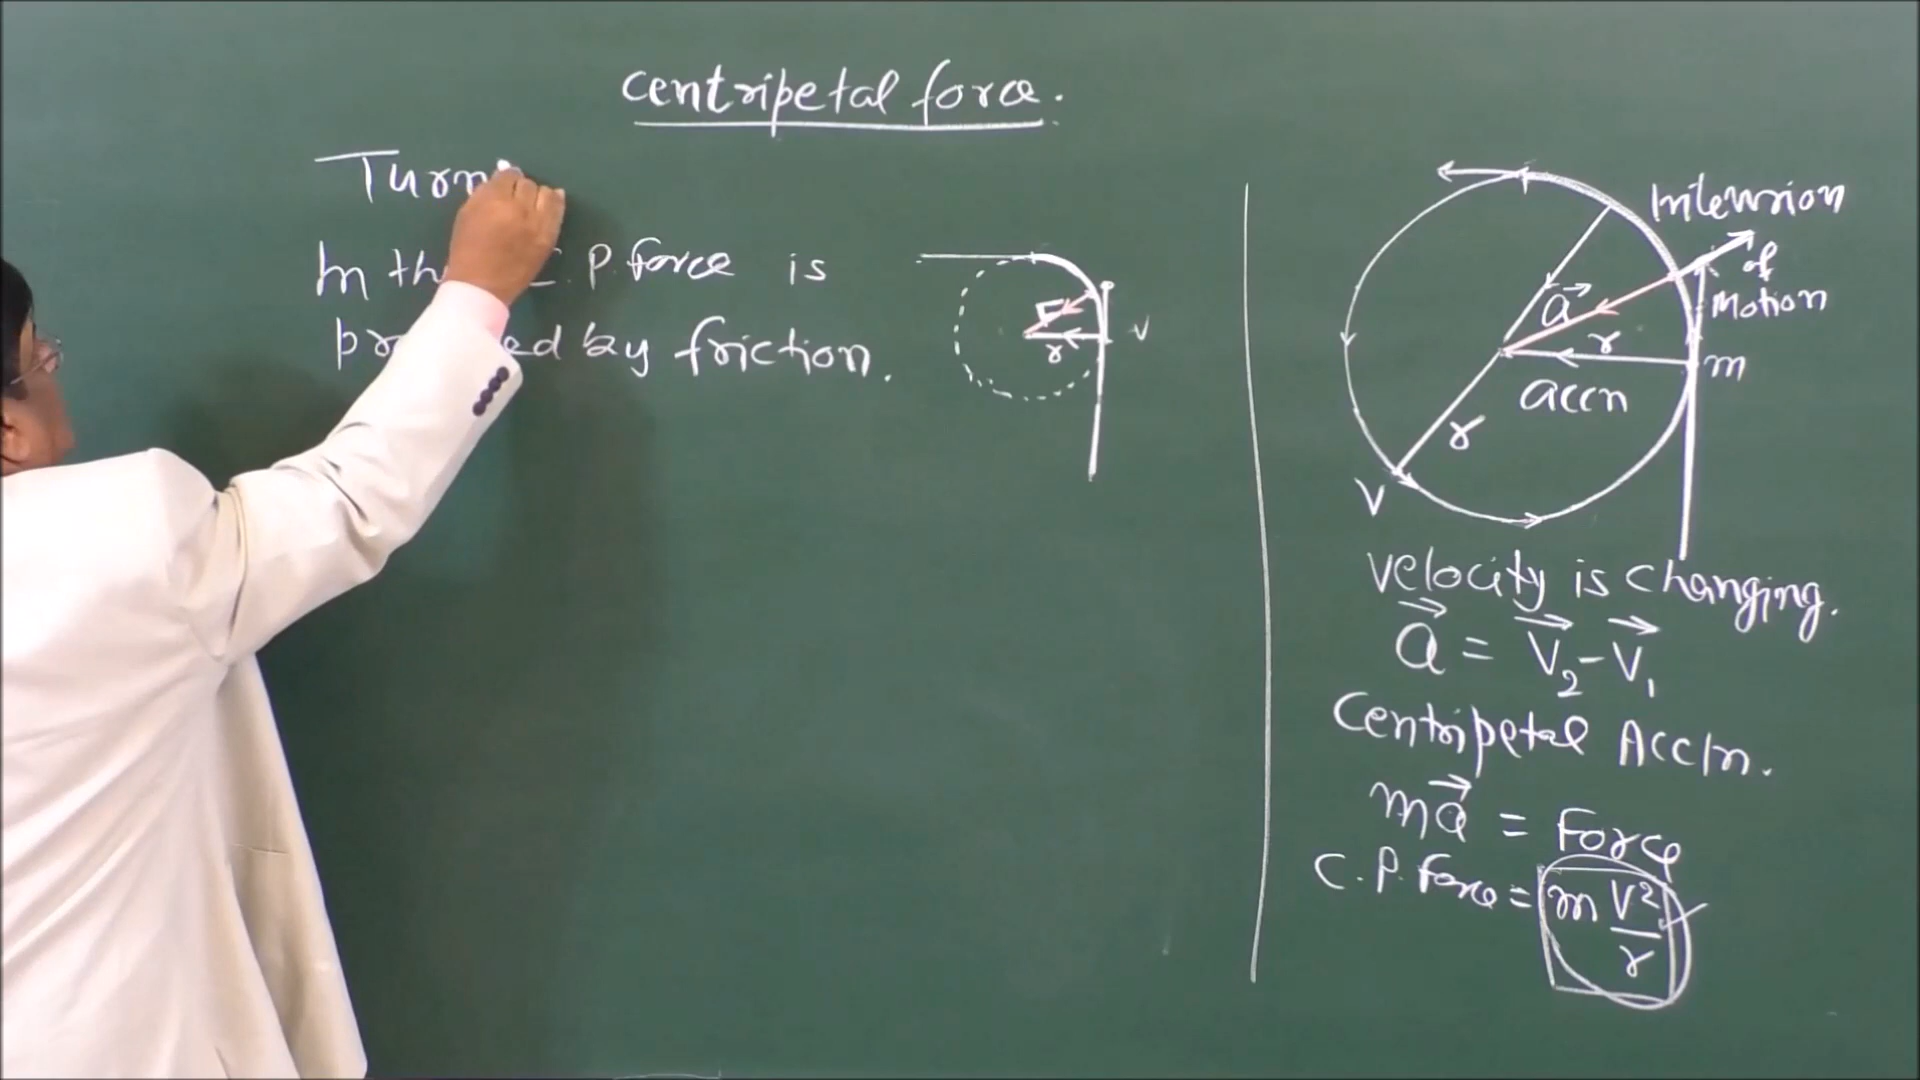 Centripetal force.
Turn
In th C.P. force is
pr ed by friction.
F
r
v
Intension
of
Motion
a
r
m
accn
r
V
Velocity is changing.
a = V2 - V1
Centripetal Accln.
ma = Force
C.P. force = m V²/r